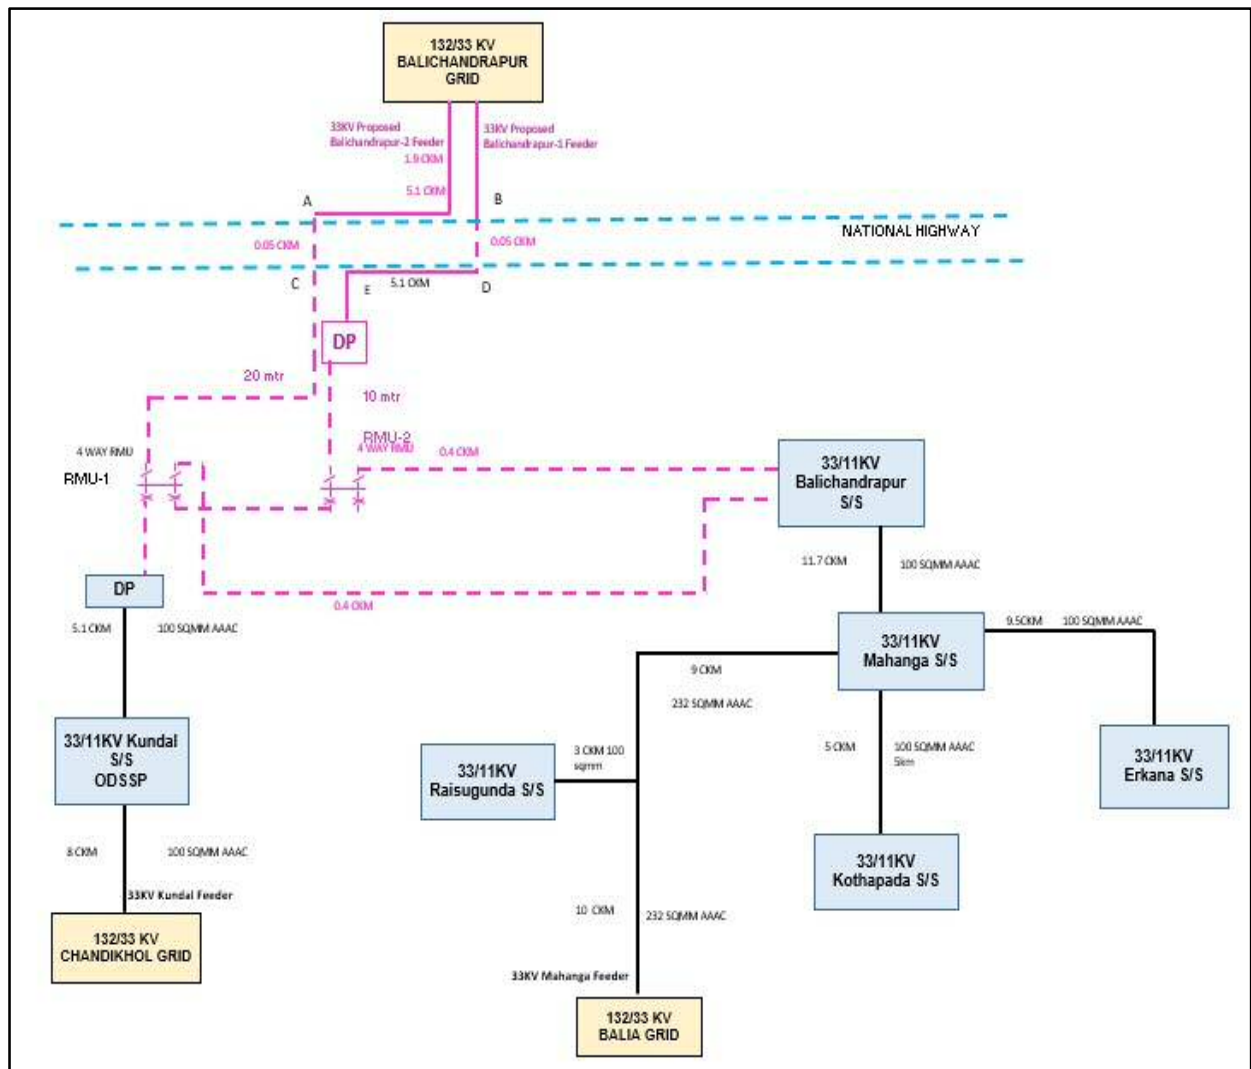 132/33 KV
BALICHANDRAPUR
GRID
33KV Proposed
Balichandrapur-2 Feeder
1.9 CKM
5.1 CKM
33KV Proposed
Balichandrapur-1 Feeder
A
B
NATIONAL HIGHWAY
0.05 CKM
0.05 CKM
C
E
5.1 CKM
D
DP
20 mtr
10 mtr
4 WAY RMU
RMU-1
RMU-2
4 WAY RMU
0.4 CKM
33/11KV
Balichandrapur
S/S
0.4 CKM
11.7 CKM
100 SQMM AAAC
DP
5.1 CKM
100 SQMM AAAC
33/11KV
Mahanga S/S
9.5CKM
100 SQMM AAAC
9 CKM
232 SQMM AAAC
33/11KV Kundal
S/S
ODSSP
33/11KV
Raisugunda S/S
3 CKM 100
sqmm
5 CKM
100 SQMM AAAC
5km
33/11KV
Erkana S/S
8 CKM
100 SQMM AAAC
33/11KV
Kothapada S/S
33KV Kundal Feeder
10 CKM
232 SQMM AAAC
132/33 KV
CHANDIKHOL GRID
33KV Mahanga Feeder
132/33 KV
BALIA GRID